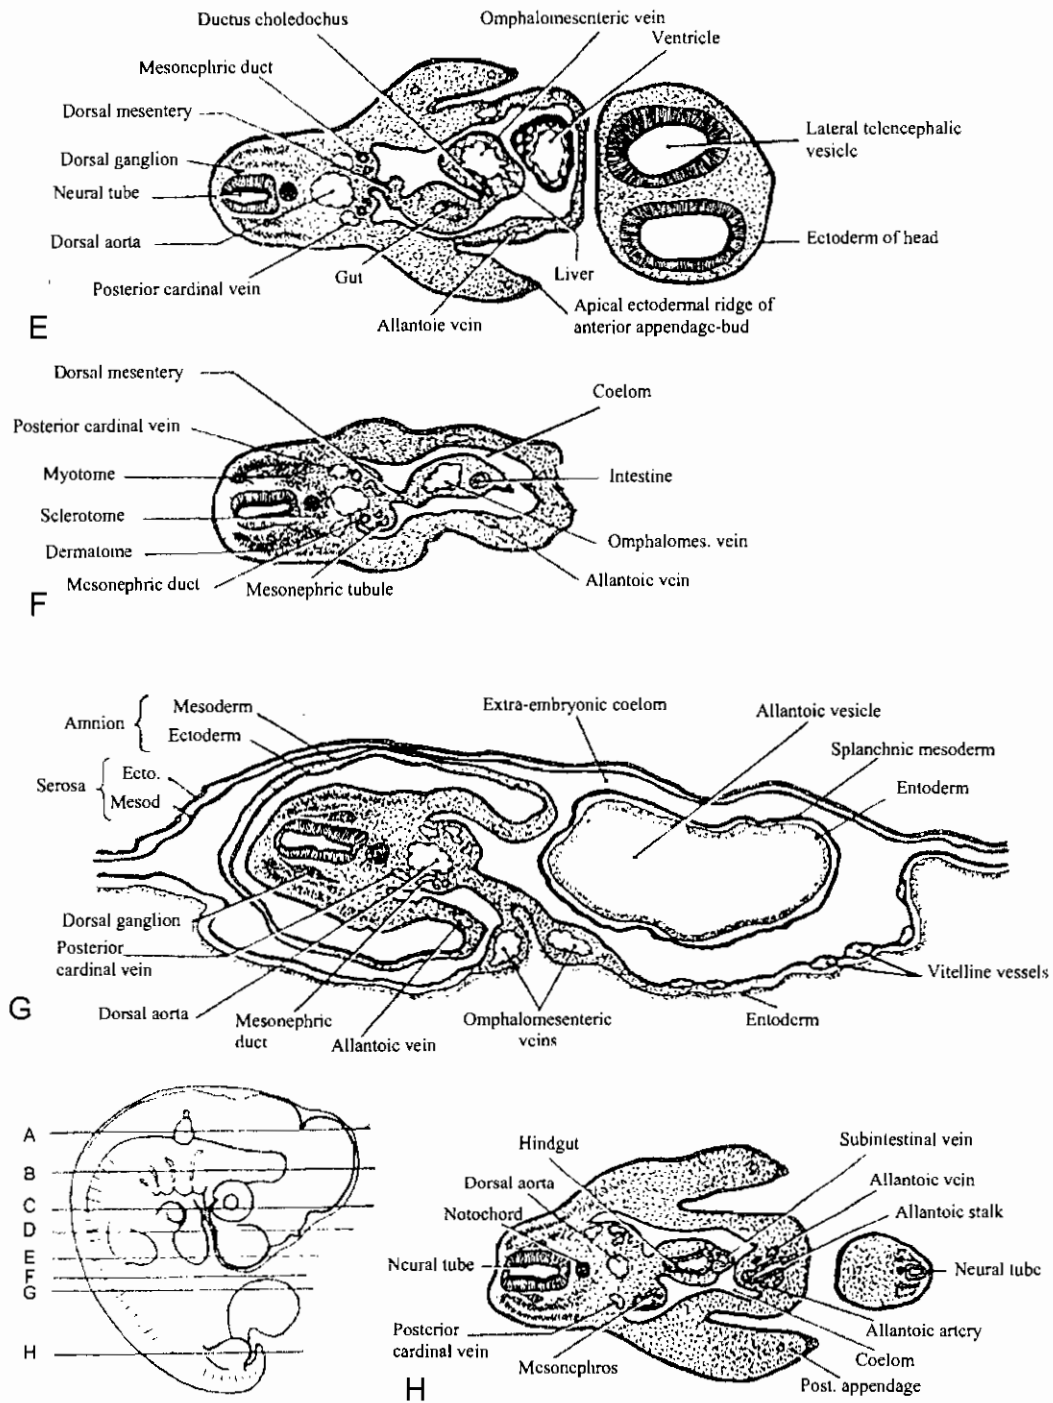 Ductus choledochus
Omphalomesenteric vein
Ventricle
Mesonephric duct
Dorsal mesentery
Lateral telencephalic
vesicle
Dorsal ganglion
Neural tube
Dorsal aorta
Ectoderm of head
Gut
Liver
Posterior cardinal vein
Apical ectodermal ridge of
anterior appendage-bud
Allantoie vein
E
Dorsal mesentery
Coelom
Posterior cardinal vein
Myotome
Intestine
Sclerotome
Dermatome
Omphalomes. vein
Mesonephric duct
Mesonephric tubule
Allantoic vein
F
Amnion
Mesoderm
Ectoderm
Extra-embryonic coelom
Allantoic vesicle
Splanchnic mesoderm
Serosa
Ecto.
Mesod
Entoderm
Dorsal ganglion
Posterior
cardinal vein
Vitelline vessels
G
Dorsal aorta
Mesonephric
duct
Allantoic vein
Omphalomesenteric
veins
Entoderm
A
B
C
D
E
F
G
H
Hindgut
Subintestinal vein
Dorsal aorta
Allantoic vein
Notochord
Allantoic stalk
Neural tube
Neural tube
Posterior
cardinal vein
Allantoic artery
Mesonephros
Coelom
Post. appendage
H